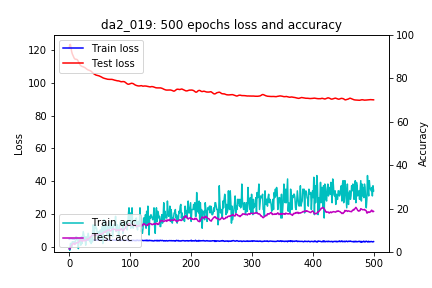 da2_019: 500 epochs loss and accuracy
Train loss
Test loss
Train acc
Test acc
Loss
Accuracy
120
100
80
60
40
20
0
100
80
60
40
20
0
0
100
200
300
400
500